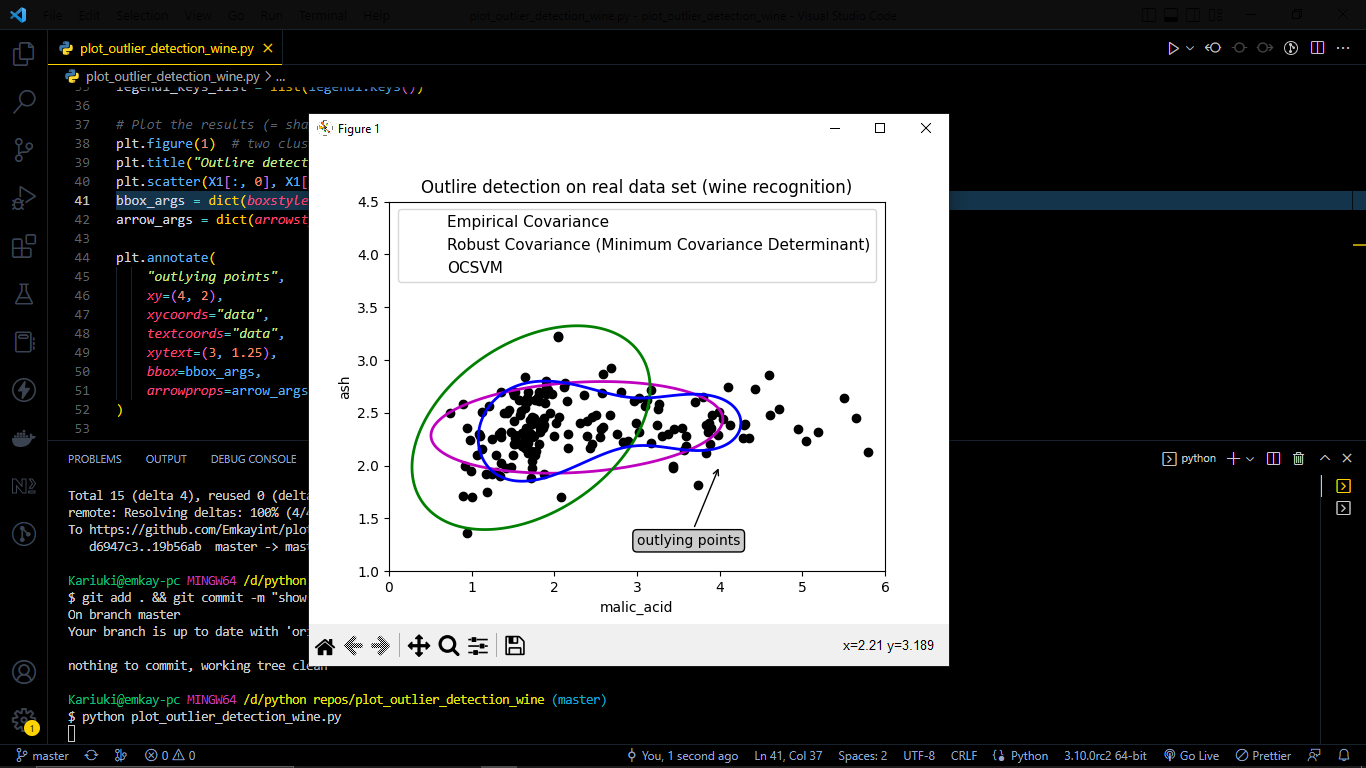 File Edit Selection View Go Run Terminal Help
plot_outlier_detection_wine.py - plot_outlier_detection_wine - Visual Studio Code
plot_outlier_detection_wine.py
plot_outlier_detection_wine.py > ...
35 legend1_keys_list = list(legend1.keys())
36
37 # Plot the results (= sha
38 plt.figure(1)  # two clus
39 plt.title("Outlire detect
40 plt.scatter(X1[:, 0], X1[
41 bbox_args = dict(boxstyle
42 arrow_args = dict(arrowst
43
44 plt.annotate(
45     "outlying points",
46     xy=(4, 2),
47     xycoords="data",
48     textcoords="data",
49     xytext=(3, 1.25),
50     bbox=bbox_args,
51     arrowprops=arrow_args
52 )
53
Figure 1
Outlire detection on real data set (wine recognition)
Empirical Covariance
Robust Covariance (Minimum Covariance Determinant)
OCSVM
4.5
4.0
3.5
3.0
2.5
2.0
1.5
1.0
ash
outlying points
0 1 2 3 4 5 6
malic_acid
x=2.21 y=3.189
PROBLEMS OUTPUT DEBUG CONSOLE
python
Total 15 (delta 4), reused 0 (delta
remote: Resolving deltas: 100% (4/4
To https://github.com/Emkayint/plot
d6947c3..19b56ab  master -> mast
Kariuki@emkay-pc MINGW64 /d/python
$ git add . && git commit -m "show
On branch master
Your branch is up to date with 'ori
nothing to commit, working tree clean
Kariuki@emkay-pc MINGW64 /d/python repos/plot_outlier_detection_wine (master)
$ python plot_outlier_detection_wine.py
1
master 0 0 You, 1 second ago Ln 41, Col 37 Spaces: 2 UTF-8 CRLF Python 3.10.0rc2 64-bit Go Live Prettier